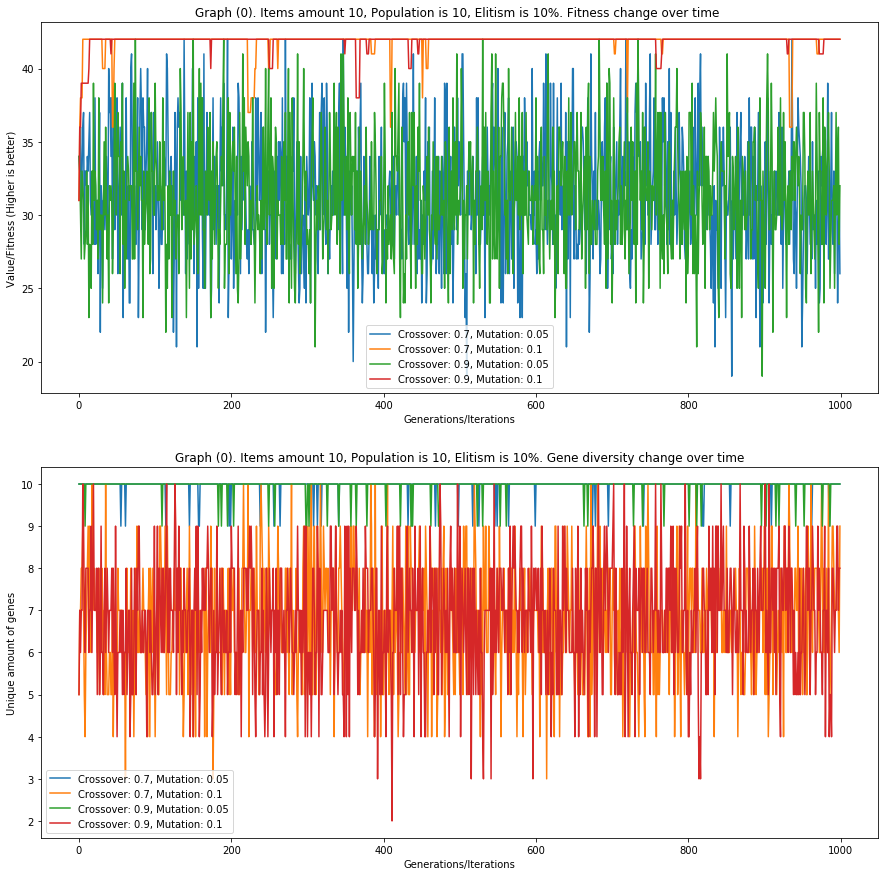 Graph (0). Items amount 10, Population is 10, Elitism is 10%. Fitness change over time
Value/Fitness (Higher is better)
40
35
30
25
20
Crossover: 0.7, Mutation: 0.05
Crossover: 0.7, Mutation: 0.1
Crossover: 0.9, Mutation: 0.05
Crossover: 0.9, Mutation: 0.1
0 200 400 600 800 1000
Generations/Iterations
Graph (0). Items amount 10, Population is 10, Elitism is 10%. Gene diversity change over time
Unique amount of genes
10
9
8
7
6
5
4
3
2
Crossover: 0.7, Mutation: 0.05
Crossover: 0.7, Mutation: 0.1
Crossover: 0.9, Mutation: 0.05
Crossover: 0.9, Mutation: 0.1
0 200 400 600 800 1000
Generations/Iterations